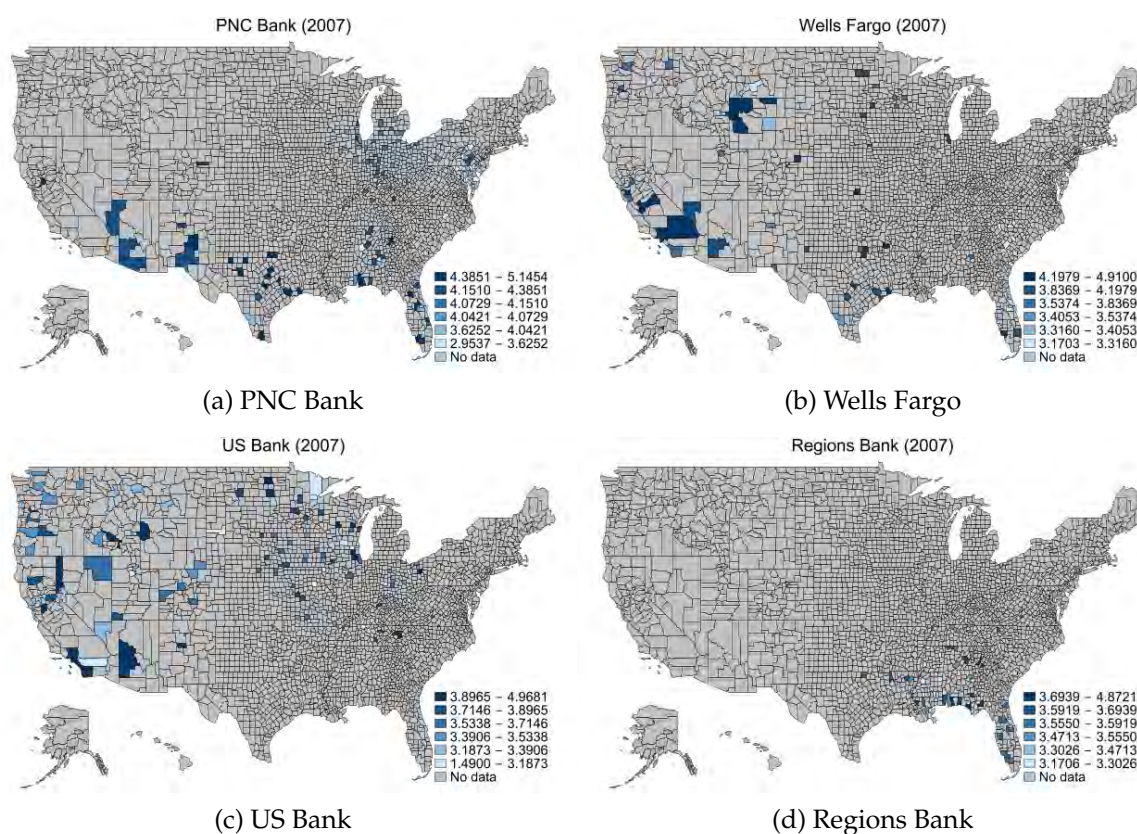 PNC Bank (2007)
4.3851 – 5.1454
4.1510 – 4.3851
4.0729 – 4.1510
4.0421 – 4.0729
3.6252 – 4.0421
2.9537 – 3.6252
No data
(a) PNC Bank
Wells Fargo (2007)
4.1979 – 4.9100
3.8369 – 4.1979
3.5374 – 3.8369
3.4053 – 3.5374
3.3160 – 3.4053
3.1703 – 3.3160
No data
(b) Wells Fargo
US Bank (2007)
3.8965 – 4.9681
3.7146 – 3.8965
3.5338 – 3.7146
3.3906 – 3.5338
3.1873 – 3.3906
1.4900 – 3.1873
No data
(c) US Bank
Regions Bank (2007)
3.6939 – 4.8721
3.5919 – 3.6939
3.5550 – 3.5919
3.4713 – 3.5550
3.3026 – 3.4713
3.1706 – 3.3026
No data
(d) Regions Bank